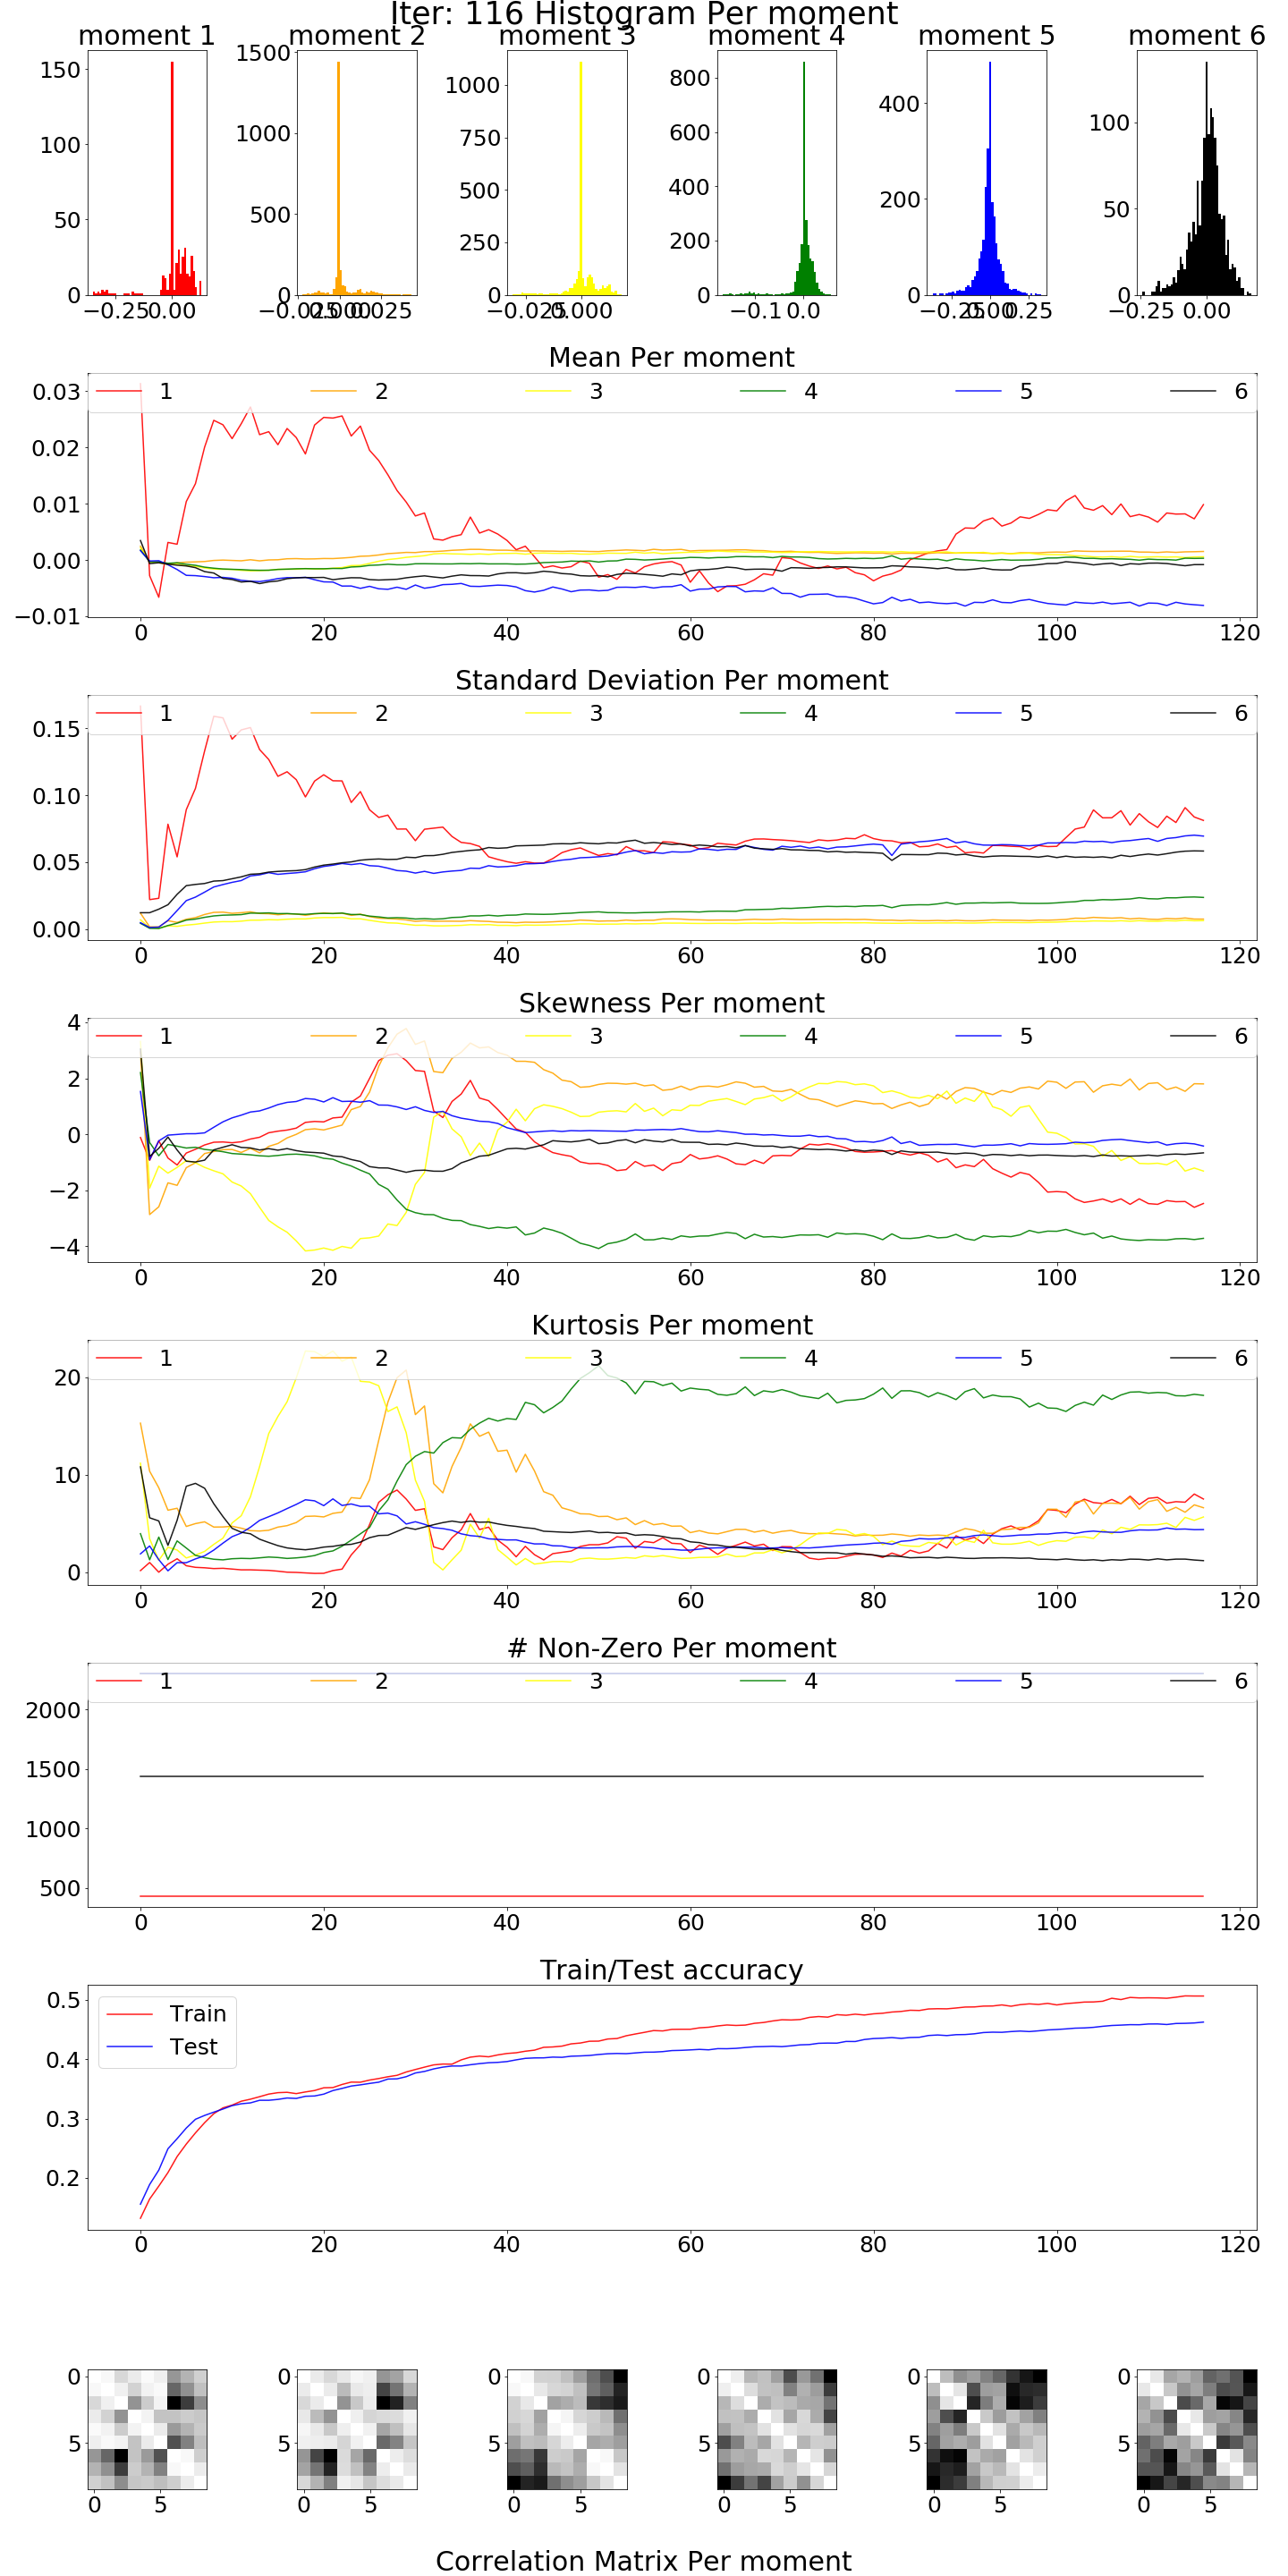 Iter: 116 Histogram Per moment
moment 1 moment 2 moment 3 moment 4 moment 5 moment 6
150 100 50 0
−0.25 0.00
1500 1000 500 0
−0.025 0.000 0.025
1000 750 500 250 0
−0.025 0.000
800 600 400 200 0
−0.1 0.0
400 200 0
−0.25 0.00 0.25
100 50 0
−0.25 0.00
Mean Per moment
1 2 3 4 5 6
0.03
0.02
0.01
0.00
−0.01
0 20 40 60 80 100 120
Standard Deviation Per moment
1 2 3 4 5 6
0.15
0.10
0.05
0.00
0 20 40 60 80 100 120
Skewness Per moment
4
1 2 3 4 5 6
2
0
−2
−4
0 20 40 60 80 100 120
Kurtosis Per moment
1 2 3 4 5 6
20
10
0
0 20 40 60 80 100 120
# Non-Zero Per moment
1 2 3 4 5 6
2000
1500
1000
500
0 20 40 60 80 100 120
Train/Test accuracy
0.5
Train
Test
0.4
0.3
0.2
0 20 40 60 80 100 120
0 0 0 0 0 0
5 5 5 5 5 5
0 5 0 5 0 5 0 5 0 5 0 5
Correlation Matrix Per moment